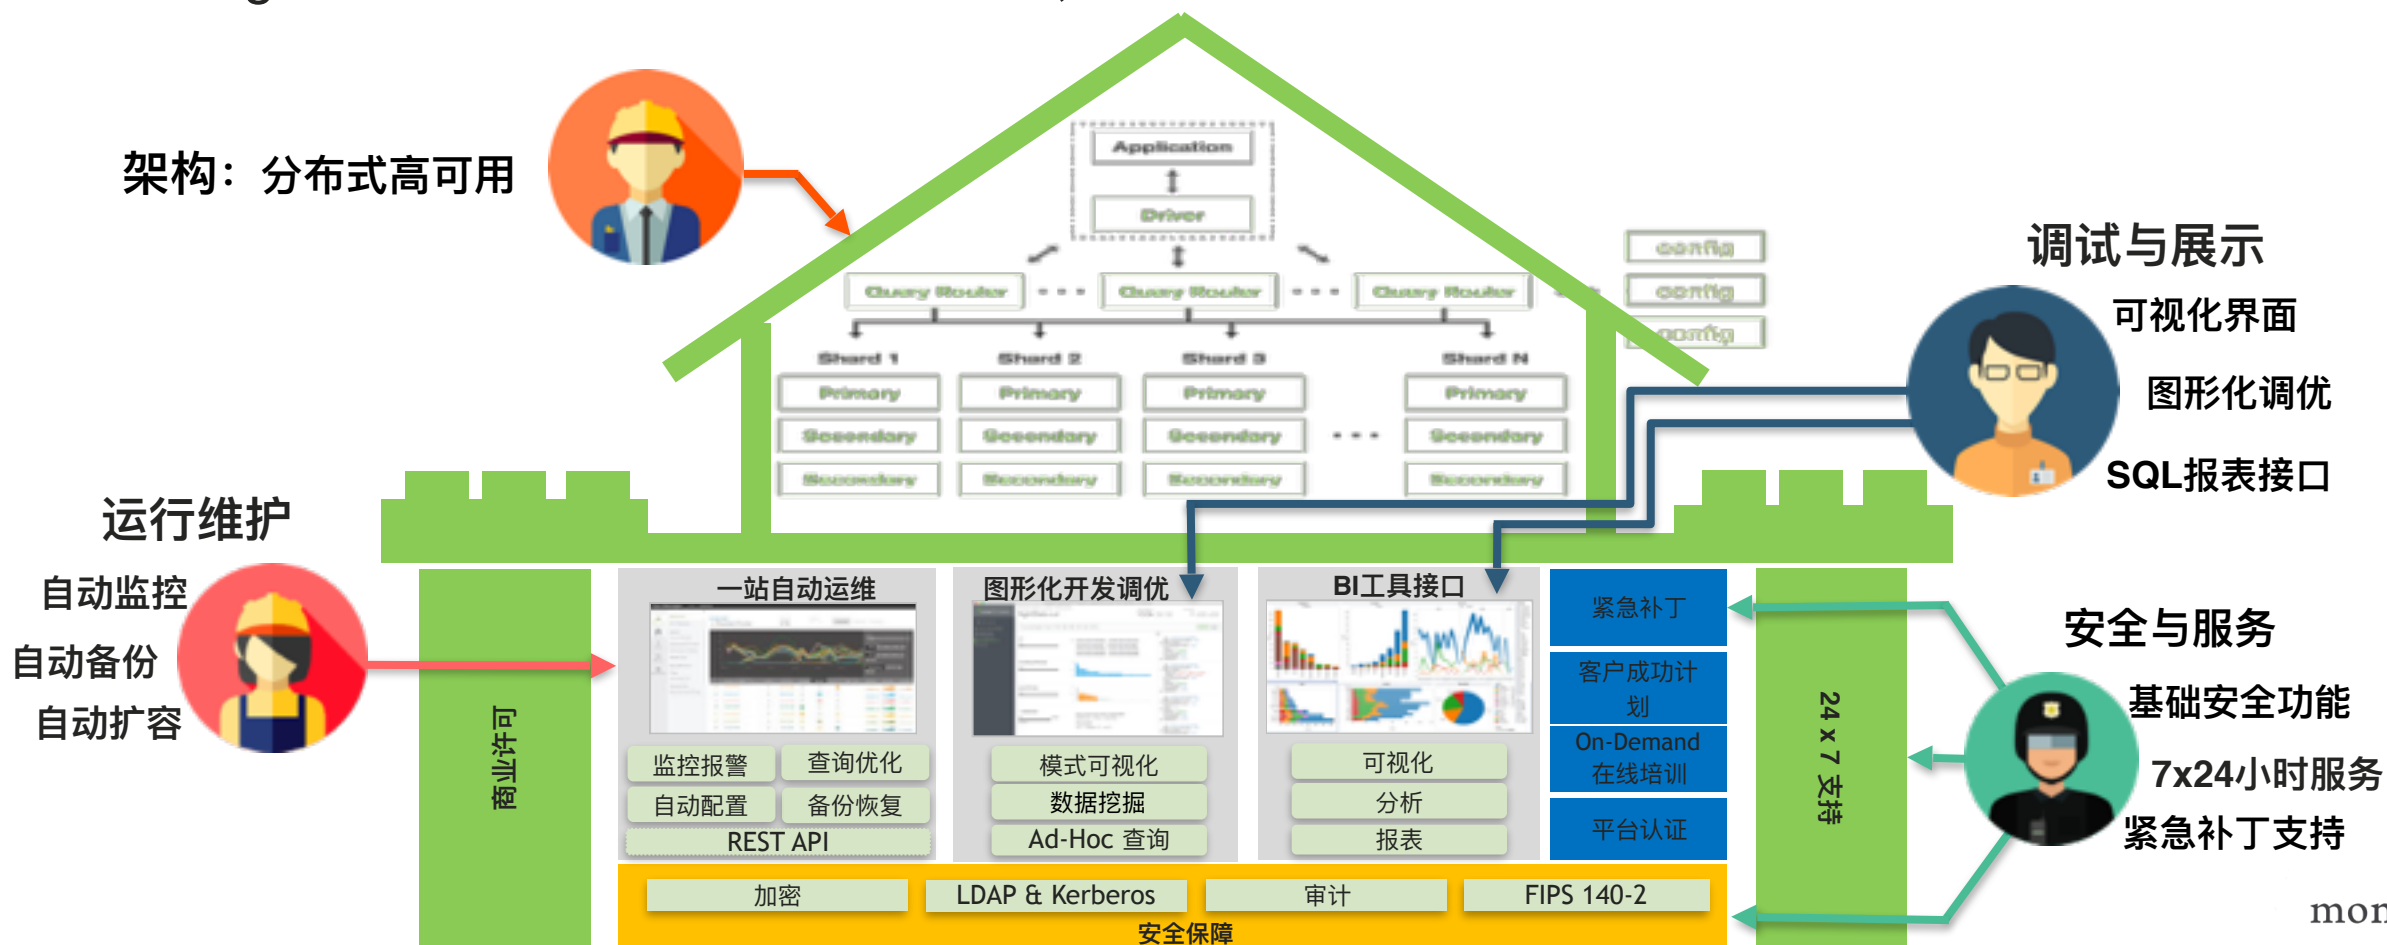 架构：分布式高可用
Application
Driver
Query Router
Query Router
Query Router
config
config
config
Shard 1
Shard 2
Shard 3
Shard N
Primary
Primary
Primary
Primary
Secondary
Secondary
Secondary
Secondary
Secondary
Secondary
Secondary
Secondary
调试与展示
可视化界面
图形化调优
SQL报表接口
运行维护
自动监控
自动备份
自动扩容
商业许可
一站自动运维
监控报警
查询优化
自动配置
备份恢复
REST API
图形化开发调优
模式可视化
数据挖掘
Ad-Hoc 查询
BI工具接口
可视化
分析
报表
紧急补丁
客户成功计
划
On-Demand
在线培训
平台认证
24 x 7 支持
安全与服务
基础安全功能
7x24小时服务
紧急补丁支持
加密
LDAP & Kerberos
审计
FIPS 140-2
安全保障